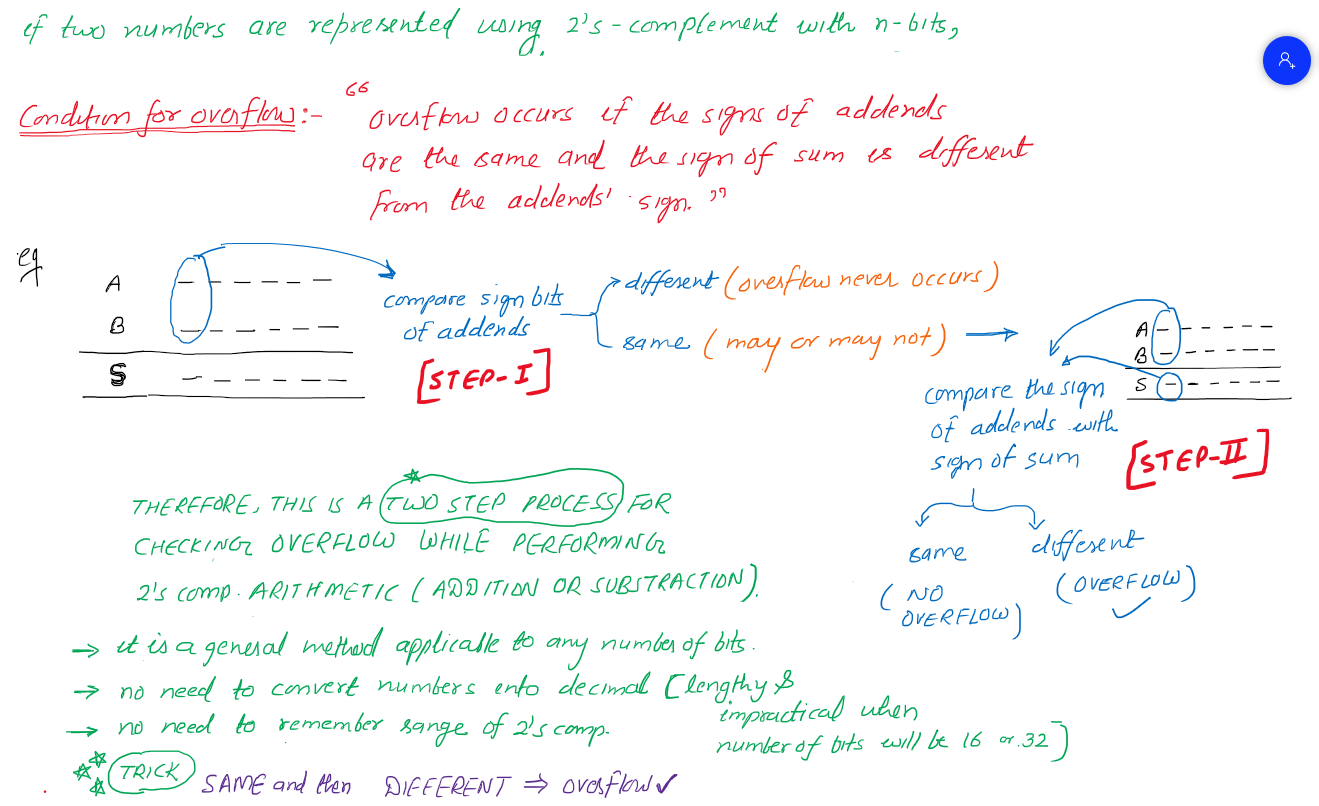 if two numbers are represented using 2's-complement with n-bits,
Condition for overflow:- "overflow occurs if the signs of addends
are the same and the sign of sum is different
from the addends' sign."
eg
A
B
S
compare sign bits
of addends
[STEP-I]
different (overflow never occurs)
same (may or may not)
A
B
S
compare the sign
of addends with
sign of sum
[STEP-II]
same
(NO
OVERFLOW)
different
(OVERFLOW)
THEREFORE, THIS IS A TWO STEP PROCESS FOR
CHECKING OVERFLOW WHILE PERFORMING
2's comp. ARITHMETIC (ADDITION OR SUBSTRACTION).
→ it is a general method applicable to any number of bits.
→ no need to convert numbers into decimal [lengthy &
impractical when
number of bits will be 16 or 32]
→ no need to remember range of 2's comp.
TRICK SAME and then DIFFERENT ⇒ overflow ✓